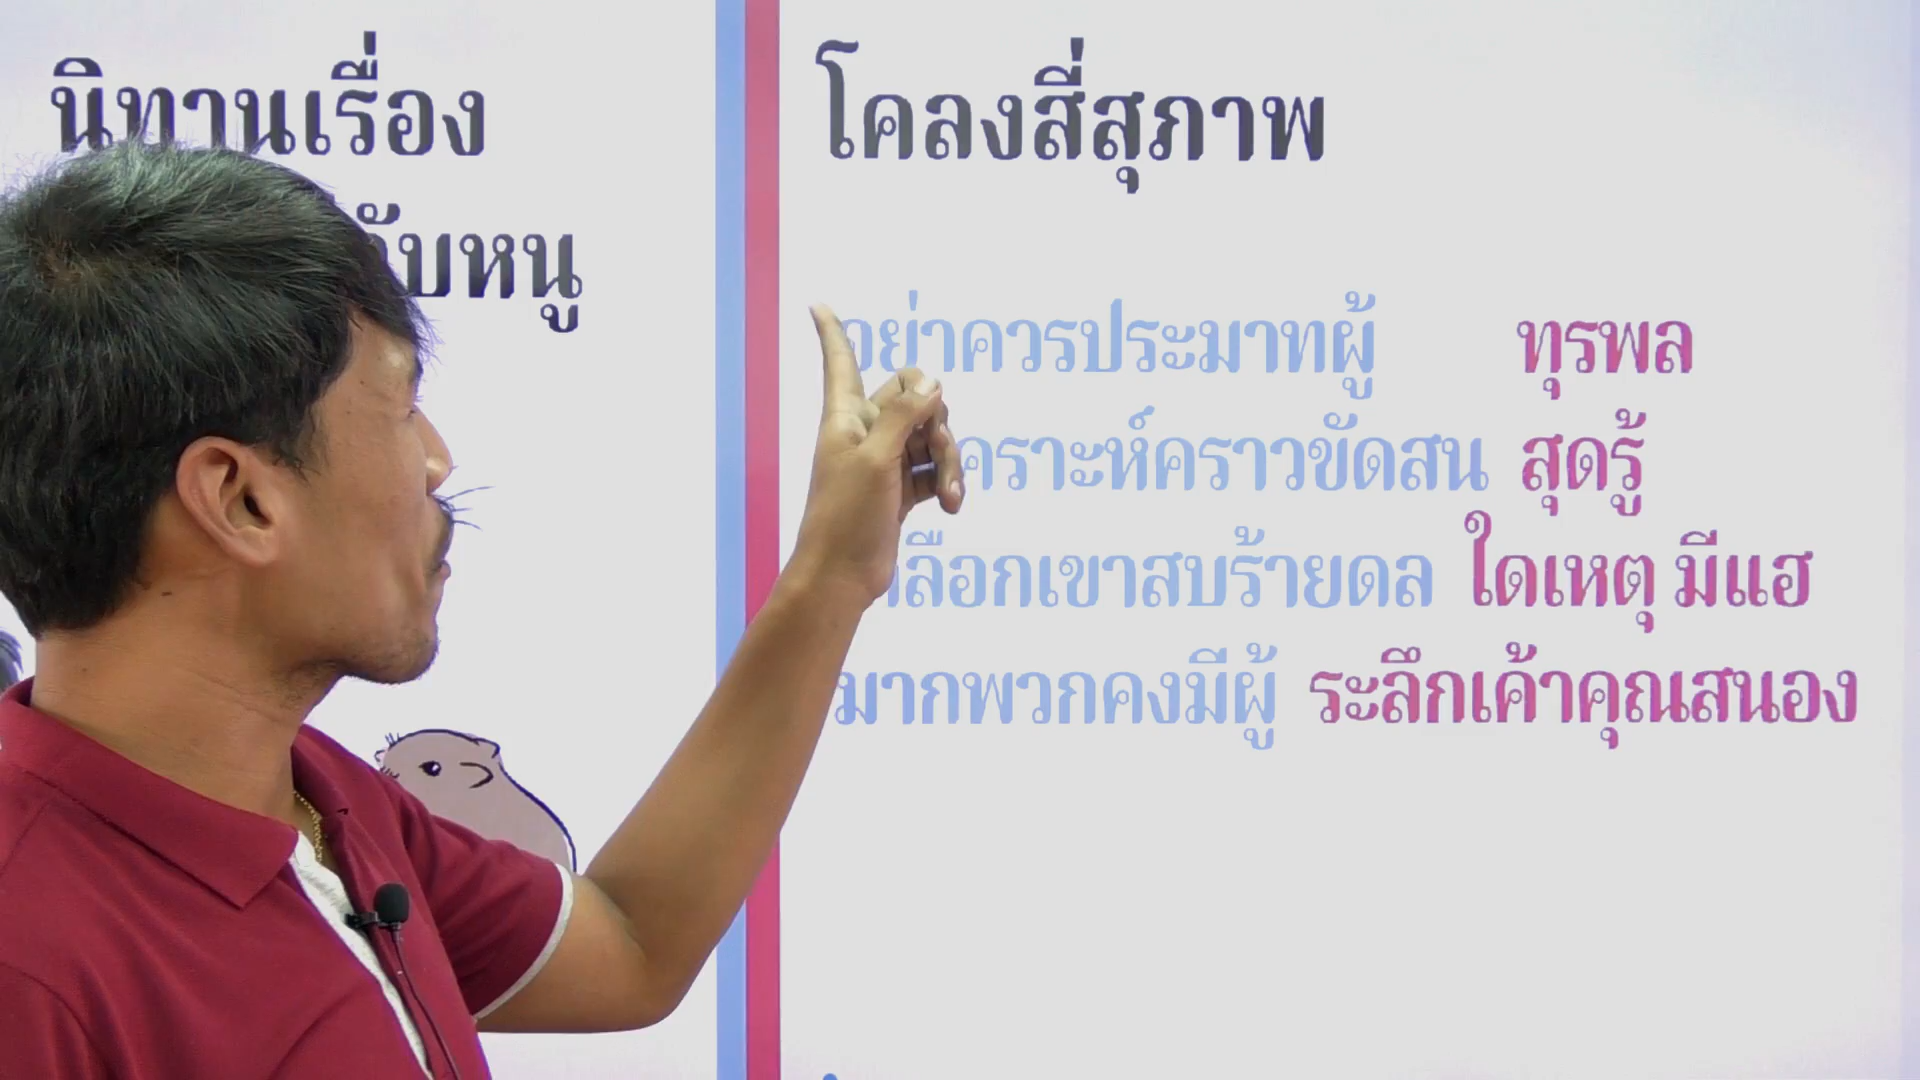 นิทานเรื่อง
กับหนู
โคลงสี่สุภาพ
อย่าควรประมาทผู้ ทุรพล
เคราะห์คราวขัดสน สุดรู้
เลือกเขาสบร้ายดล ใดเหตุ มีแฮ
มากพวกคงมีผู้ ระลึกเค้าคุณสนอง